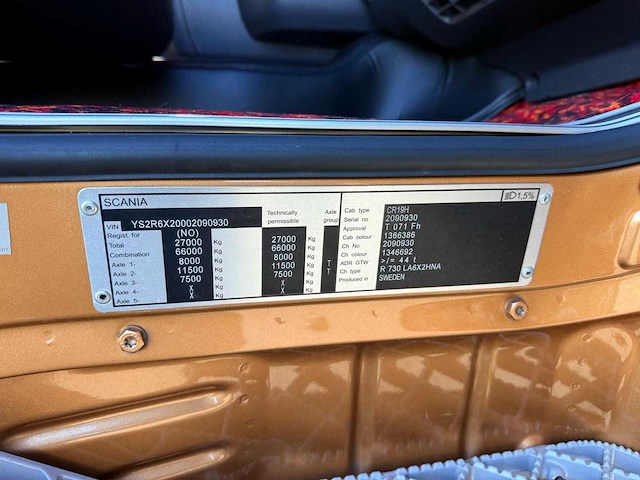 SCANIA
VIN YS2R6X20002090930
Regist. for (NO) Technically permissible Axle group
Total 27000 Kg 27000 Kg
Combination 66000 Kg 66000 Kg
Axle 1- 8000 Kg 8000 Kg
Axle 2- 11500 Kg 11500 Kg T
Axle 3- 7500 Kg 7500 Kg T
Axle 4- X Kg X Kg
Axle 5- X Kg X Kg
1,5%
Cab type CR19H
Serial no 2090930
Approval T 071 Fh
Cab colour 1366386
Ch No 2090930
Ch colour 1346692
ADR GTW >/= 44 t
Ch type R 730 LA6X2HNA
Produced in SWEDEN